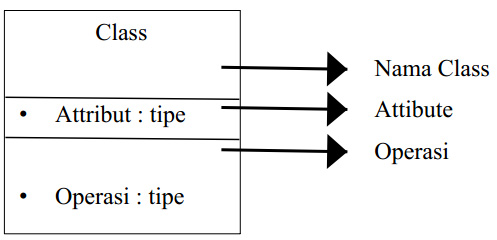 Class
Nama Class
• Attribut : tipe
Attibute
Operasi
• Operasi : tipe